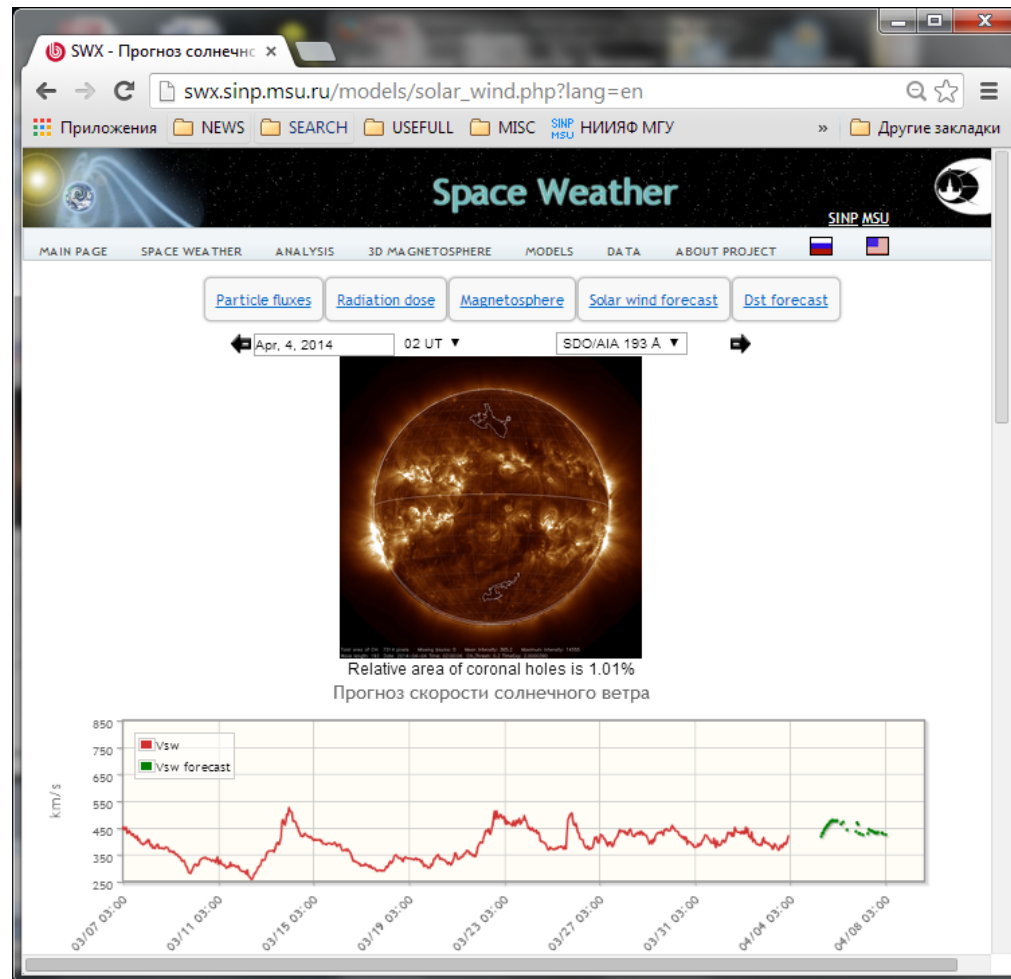 SWX - Прогноз солнечнс
swx.sinp.msu.ru/models/solar_wind.php?lang=en
Приложения NEWS SEARCH USEFULL MISC SINP MSU НИИЯФ МГУ » Другие закладки
Space Weather
SINP MSU
MAIN PAGE SPACE WEATHER ANALYSIS 3D MAGNETOSPHERE MODELS DATA ABOUT PROJECT
Particle fluxes Radiation dose Magnetosphere Solar wind forecast Dst forecast
Apr, 4, 2014 02 UT SDO/AIA 193 Å
Relative area of coronal holes is 1.01%
Прогноз скорости солнечного ветра
850
750
650
550
450
350
250
km/s
Vsw
Vsw forecast
03/07 03:00 03/11 03:00 03/15 03:00 03/19 03:00 03/23 03:00 03/27 03:00 03/31 03:00 04/04 03:00 04/08 03:00